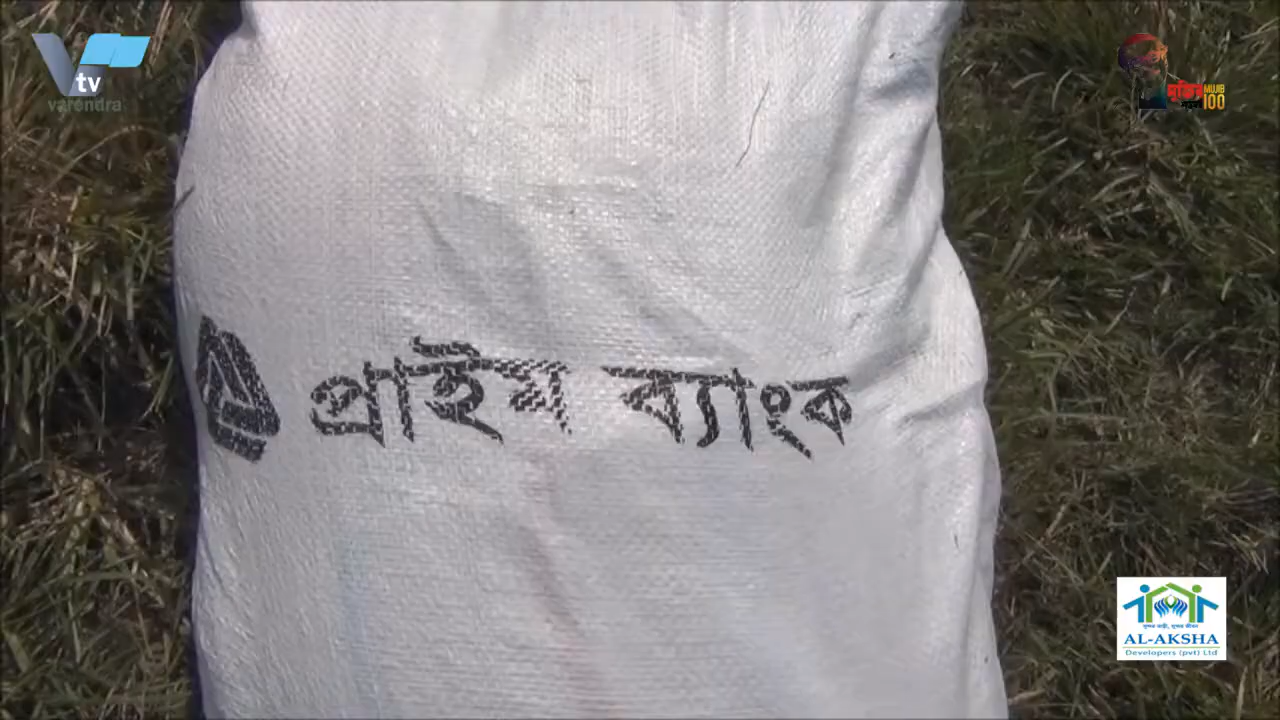 tv
varendra
MUJIB
100
প্রাইম ব্যাংক
AL-AKSHA
Developers (pvt) Ltd